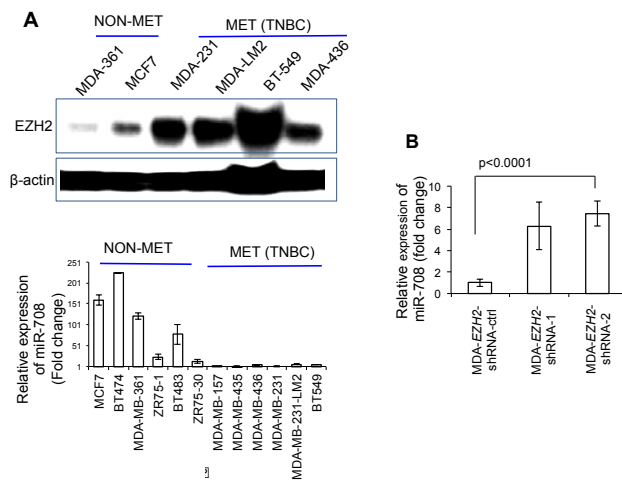 A
NON-MET
MET (TNBC)
MDA-361
MCF7
MDA-231
MDA-LM2
BT-549
MDA-436
EZH2
β-actin
NON-MET
MET (TNBC)
Relative expression
of miR-708
(Fold change)
251
201
151
101
51
1
MCF7
BT474
MDA-MB-361
ZR75-1
BT483
ZR75-30
MDA-MB-157
MDA-MB-435
MDA-MB-436
MDA-MB-231
MDA-MB-231-LM2
BT549
B
p<0.0001
Relative expression of
miR-708 (fold change)
10
8
6
4
2
0
MDA-EZH2-
shRNA-ctrl
MDA-EZH2-
shRNA-1
MDA-EZH2-
shRNA-2